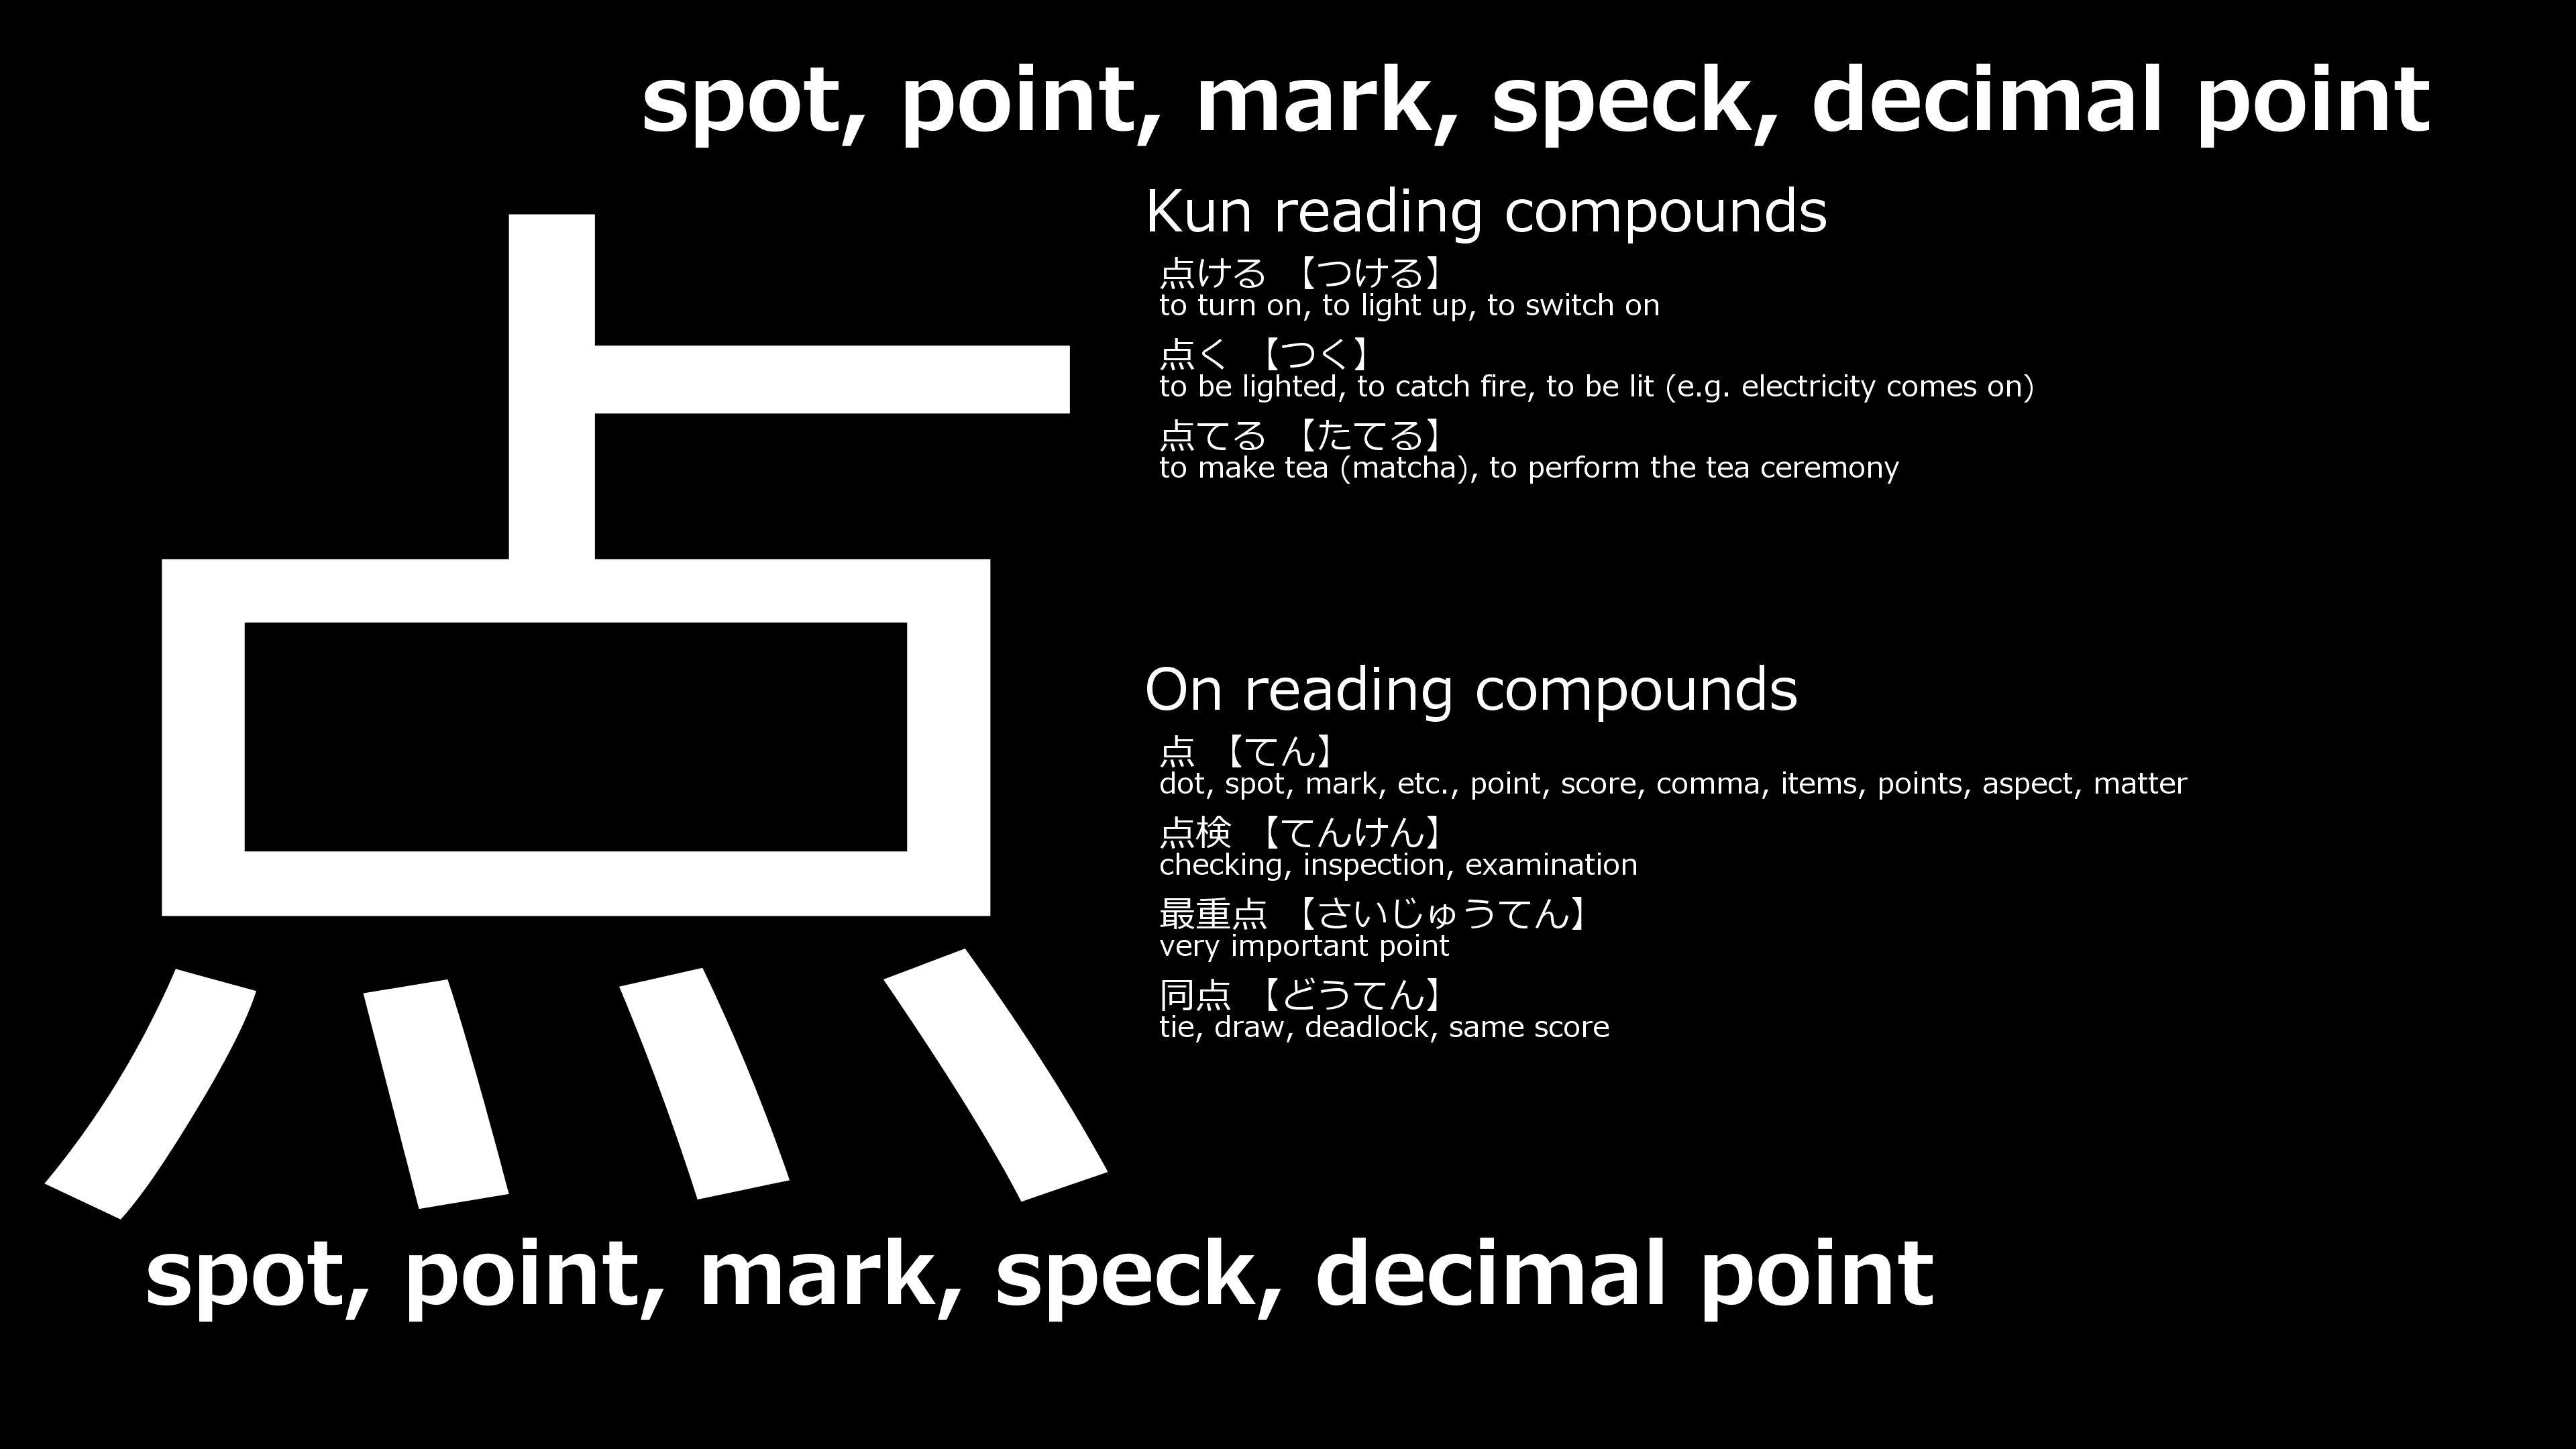 spot, point, mark, speck, decimal point
点
Kun reading compounds
点ける 【つける】
to turn on, to light up, to switch on
点く 【つく】
to be lighted, to catch fire, to be lit (e.g. electricity comes on)
点てる 【たてる】
to make tea (matcha), to perform the tea ceremony
On reading compounds
点 【てん】
dot, spot, mark, etc., point, score, comma, items, points, aspect, matter
点検 【てんけん】
checking, inspection, examination
最重点 【さいじゅうてん】
very important point
同点 【どうてん】
tie, draw, deadlock, same score
spot, point, mark, speck, decimal point